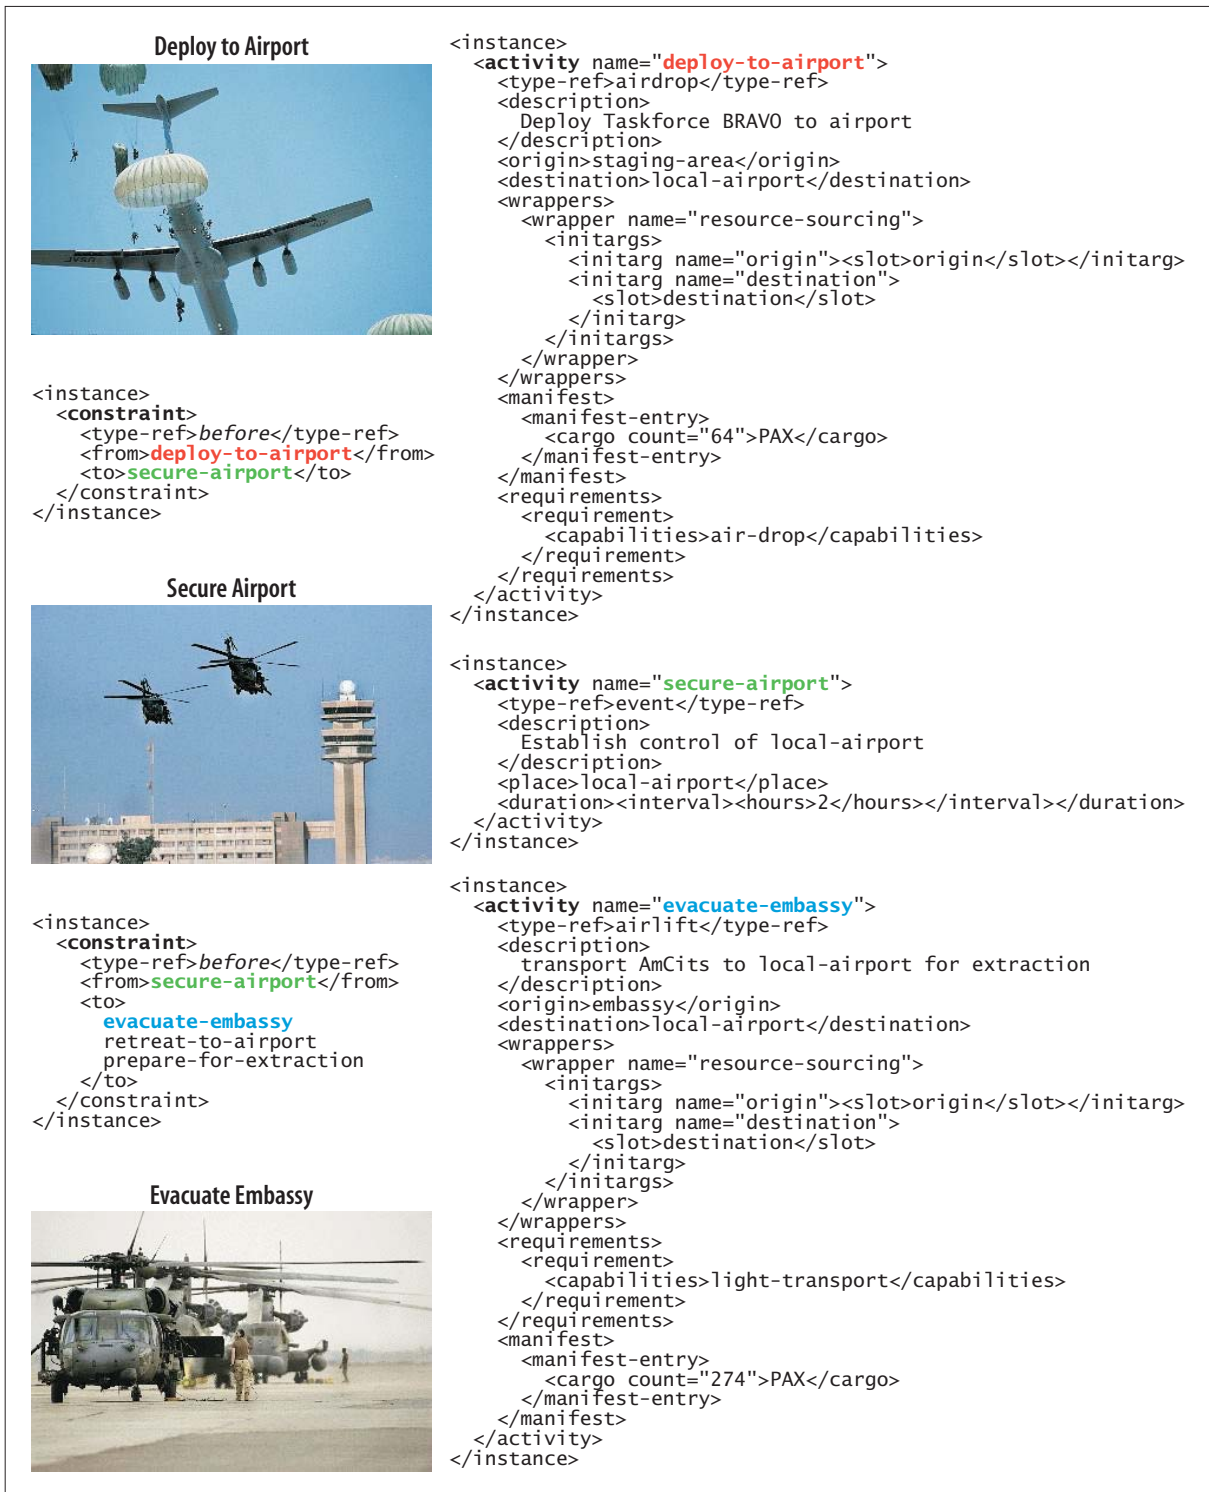 Deploy to Airport
<instance>
<constraint>
<type-ref>before</type-ref>
<from>deploy-to-airport</from>
<to>secure-airport</to>
</constraint>
</instance>
Secure Airport
<instance>
<constraint>
<type-ref>before</type-ref>
<from>secure-airport</from>
<to>
evacuate-embassy
retreat-to-airport
prepare-for-extraction
</to>
</constraint>
</instance>
Evacuate Embassy
<instance>
<activity name="deploy-to-airport">
<type-ref>airdrop</type-ref>
<description>
Deploy Taskforce BRAVO to airport
</description>
<origin>staging-area</origin>
<destination>local-airport</destination>
<wrappers>
<wrapper name="resource-sourcing">
<initargs>
<initarg name="origin"><slot>origin</slot></initarg>
<initarg name="destination">
<slot>destination</slot>
</initarg>
</initargs>
</wrapper>
</wrappers>
<manifest>
<manifest-entry>
<cargo count="64">PAX</cargo>
</manifest-entry>
</manifest>
<requirements>
<requirement>
<capabilities>air-drop</capabilities>
</requirement>
</requirements>
</activity>
</instance>
<instance>
<activity name="secure-airport">
<type-ref>event</type-ref>
<description>
Establish control of local-airport
</description>
<place>local-airport</place>
<duration><interval><hours>2</hours></interval></duration>
</activity>
</instance>
<instance>
<activity name="evacuate-embassy">
<type-ref>airlift</type-ref>
<description>
transport AmCits to local-airport for extraction
</description>
<origin>embassy</origin>
<destination>local-airport</destination>
<wrappers>
<wrapper name="resource-sourcing">
<initargs>
<initarg name="origin"><slot>origin</slot></initarg>
<initarg name="destination">
<slot>destination</slot>
</initarg>
</initargs>
</wrapper>
</wrappers>
<requirements>
<requirement>
<capabilities>light-transport</capabilities>
</requirement>
</requirements>
<manifest>
<manifest-entry>
<cargo count="274">PAX</cargo>
</manifest-entry>
</manifest>
</activity>
</instance>